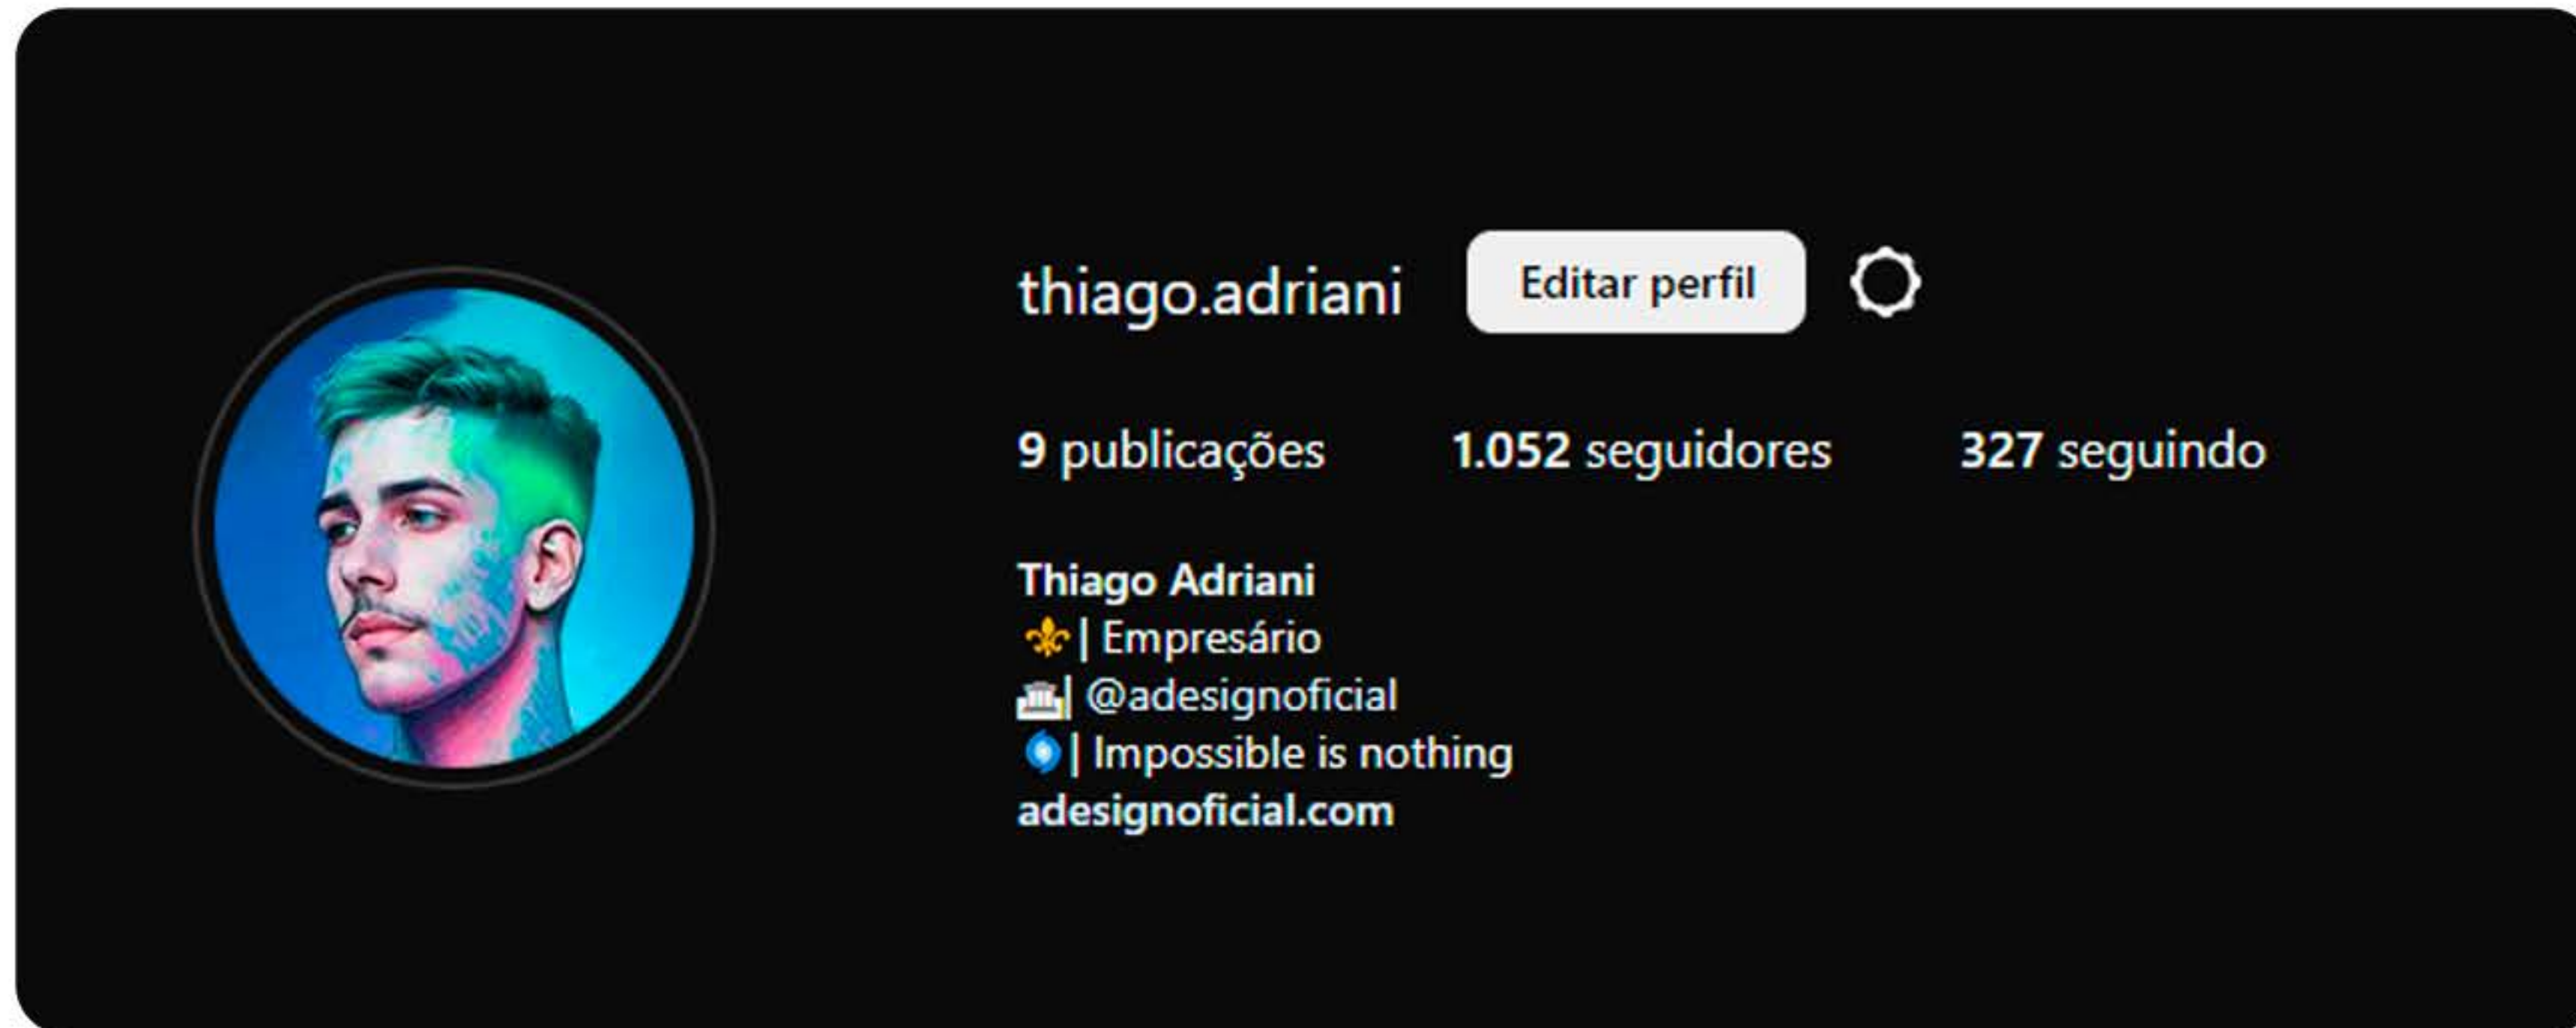 thiago.adriani Editar perfil
9 publicações 1.052 seguidores 327 seguindo
Thiago Adriani
⚜️| Empresário
🏛| @adesignoficial
🌀| Impossible is nothing
adesignoficial.com